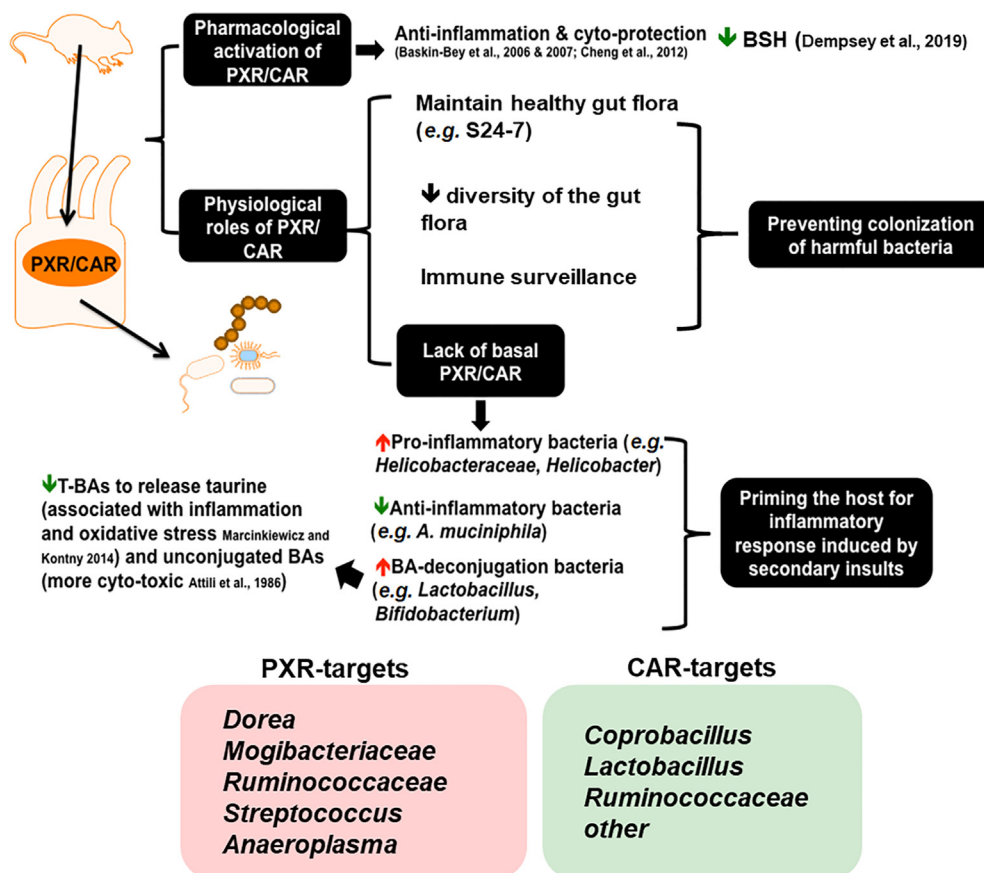 Pharmacological
activation of
PXR/CAR
Anti-inflammation & cyto-protection
(Baskin-Bey et al., 2006 & 2007; Cheng et al., 2012)
BSH (Dempsey et al., 2019)
Maintain healthy gut flora
(e.g. S24-7)
Physiological
roles of PXR/
CAR
diversity of the gut
flora
Immune surveillance
Preventing colonization
of harmful bacteria
PXR/CAR
Lack of basal
PXR/CAR
Pro-inflammatory bacteria (e.g.
Helicobacteraceae, Helicobacter)
Anti-inflammatory bacteria
(e.g. A. muciniphila)
BA-deconjugation bacteria
(e.g. Lactobacillus,
Bifidobacterium)
T-BAs to release taurine
(associated with inflammation
and oxidative stress Marcinkiewicz and
Kontny 2014) and unconjugated BAs
(more cyto-toxic Attili et al., 1986)
Priming the host for
inflammatory
response induced by
secondary insults
PXR-targets
Dorea
Mogibacteriaceae
Ruminococcaceae
Streptococcus
Anaeroplasma
CAR-targets
Coprobacillus
Lactobacillus
Ruminococcaceae
other